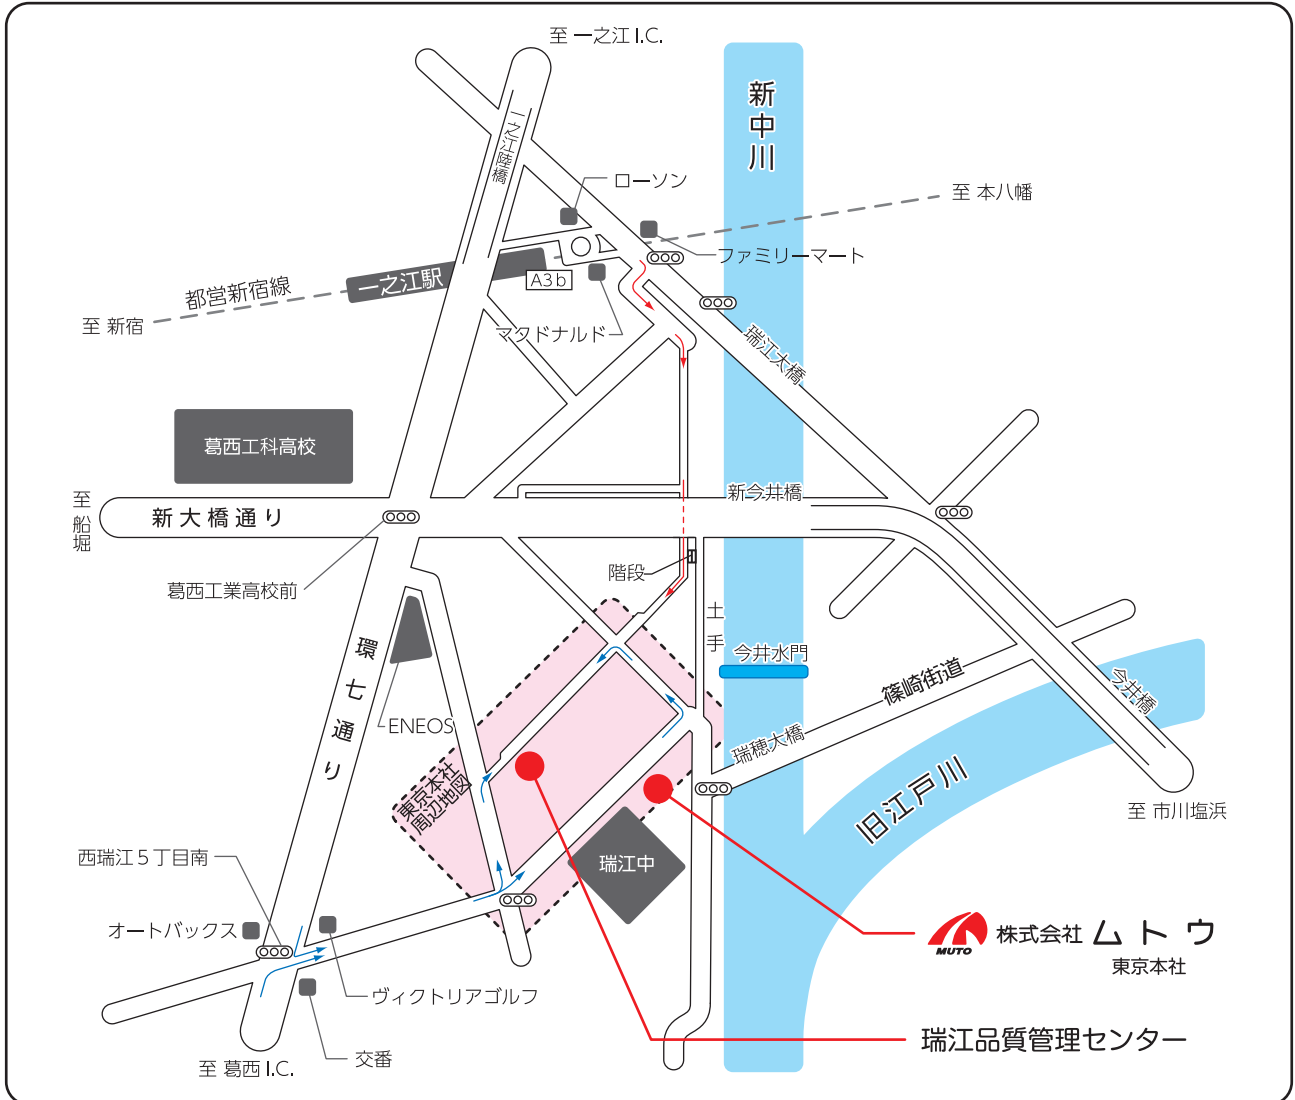 至 一之江 I.C.
新中川
一之江陸橋
ローソン
至 本八幡
ファミリーマート
一之江駅
A3b
都営新宿線
至 新宿
マクドナルド
瑞江大橋
葛西工科高校
至 船堀
新大橋通り
新今井橋
葛西工業高校前
階段
土手
今井水門
環七通り
篠崎街道
今井橋
ENEOS
瑞穂大橋
東京本社
周辺地図
旧江戸川
至 市川塩浜
西瑞江5丁目南
瑞江中
オートバックス
MUTO
株式会社 ムトウ
東京本社
ヴィクトリアゴルフ
瑞江品質管理センター
交番
至 葛西 I.C.